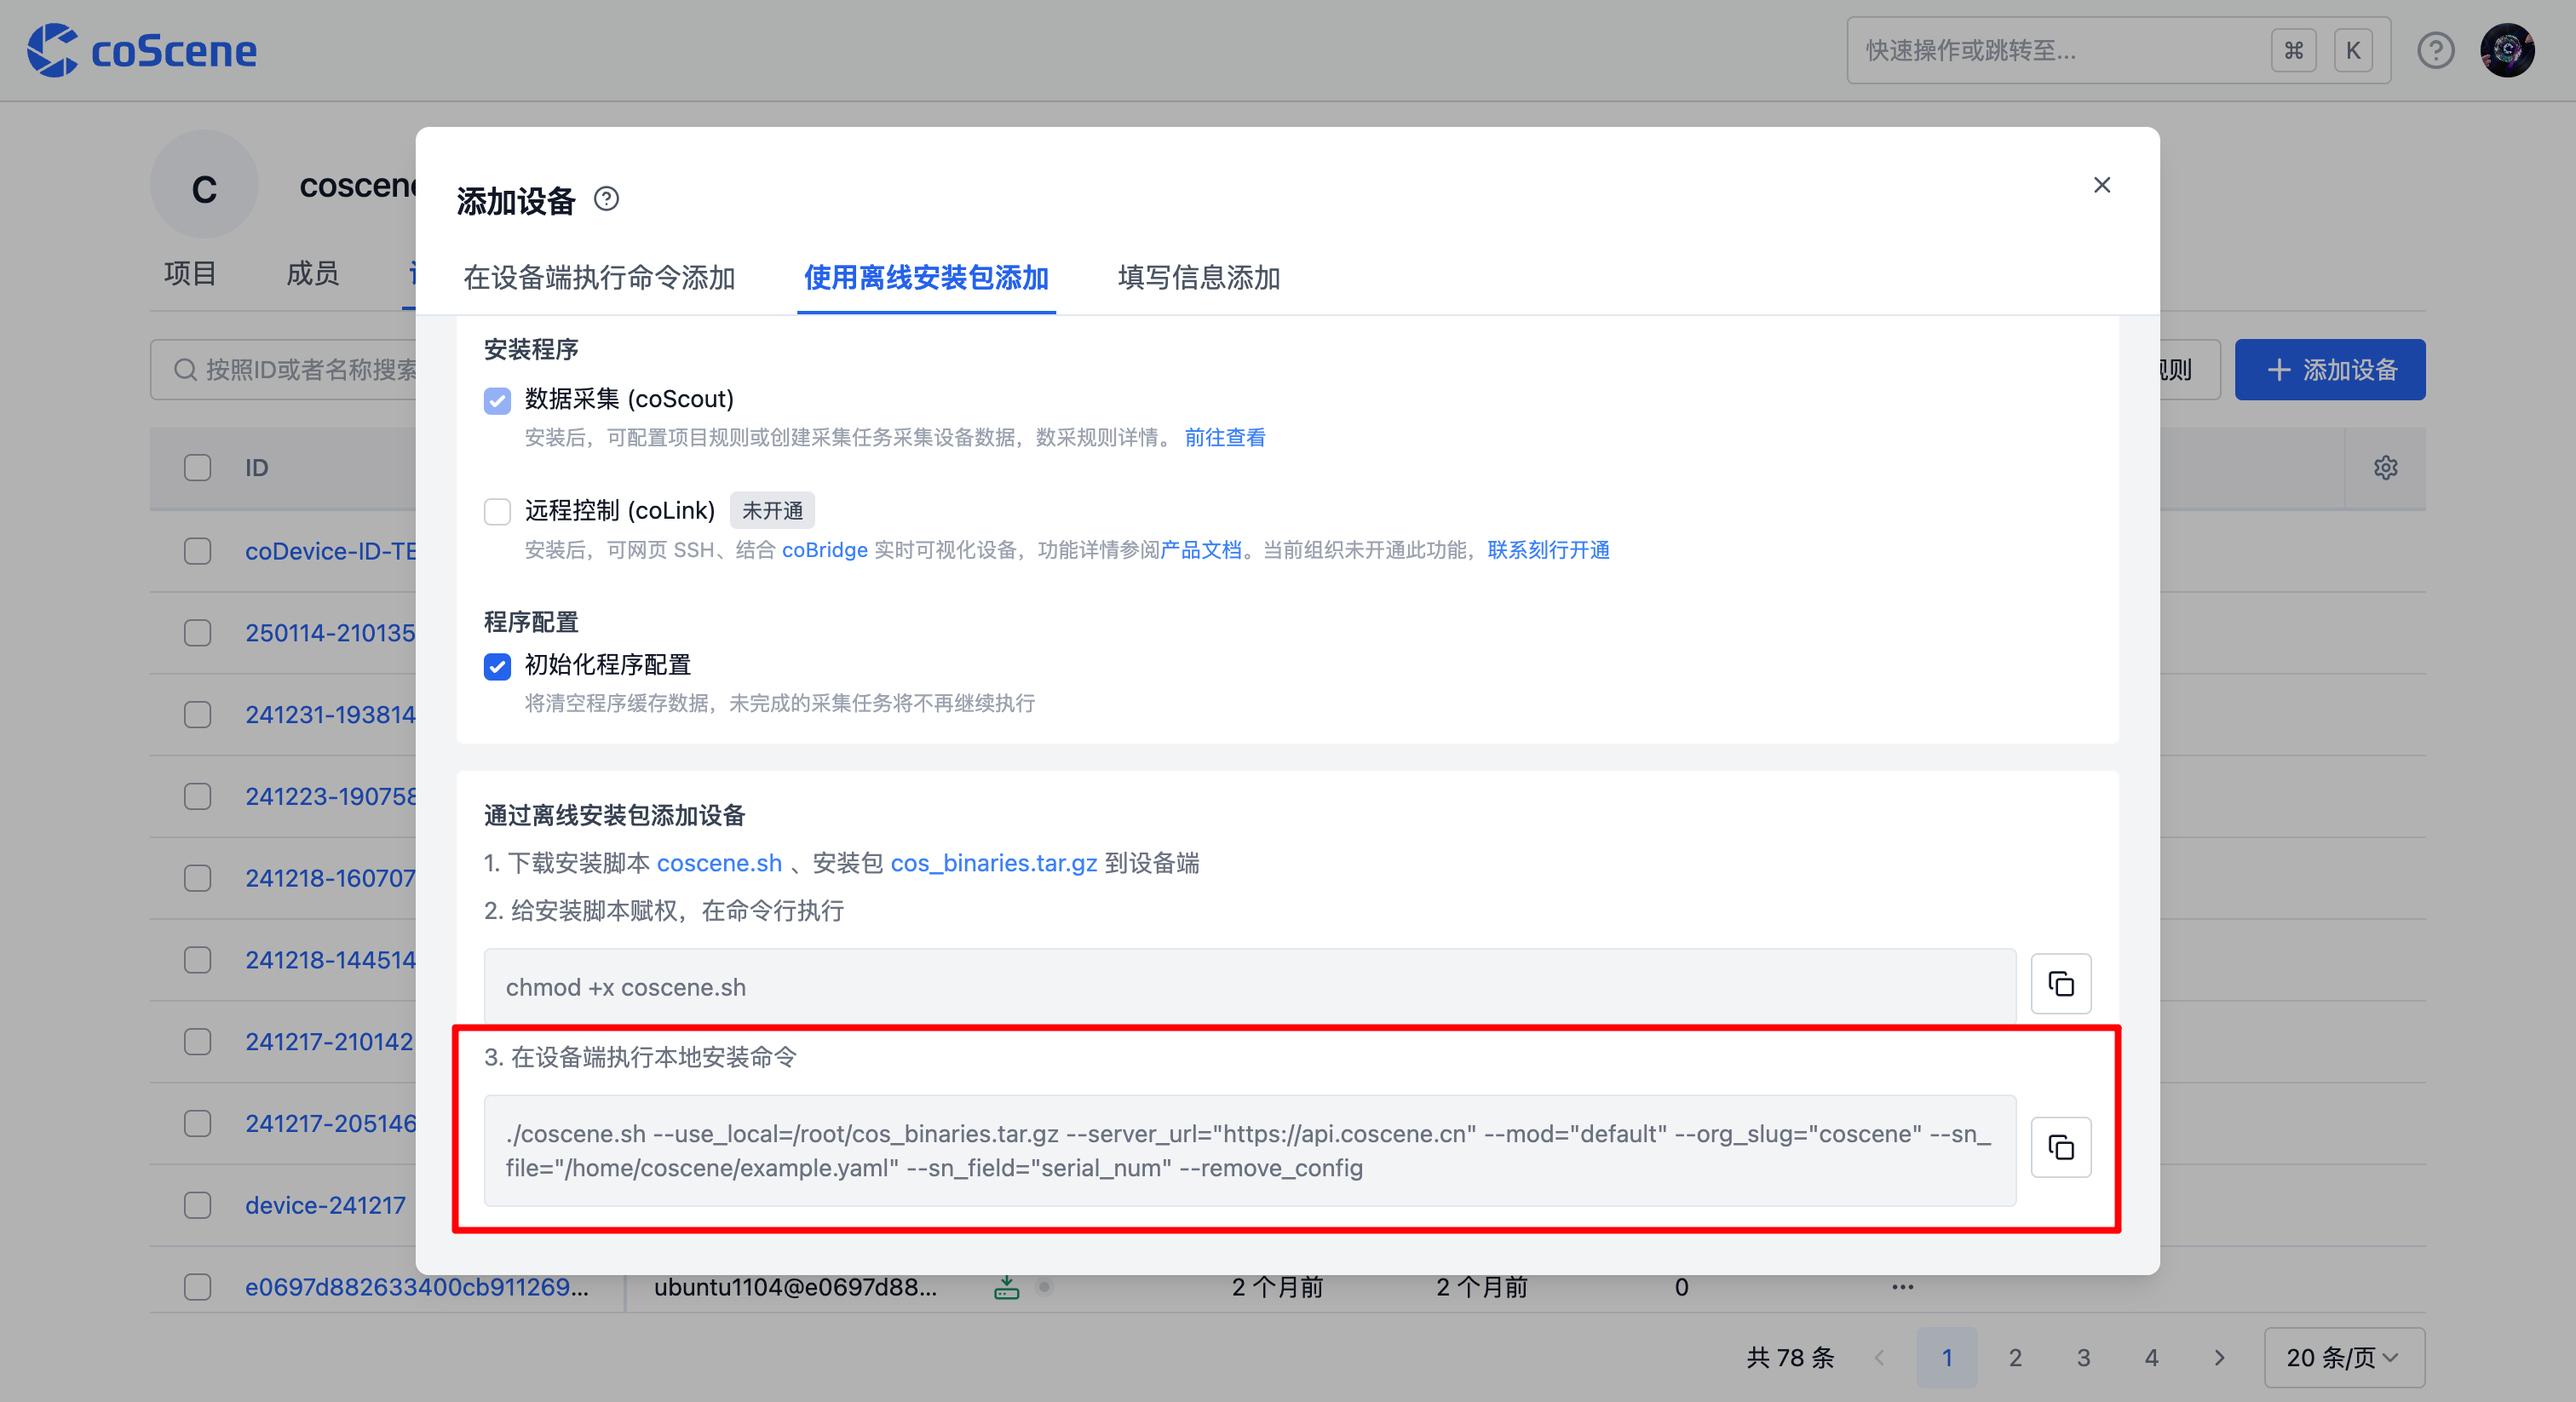 coScene
快速操作或跳转至...
⌘ K
C
coscene
项目 成员
添加设备
在设备端执行命令添加 使用离线安装包添加 填写信息添加
按照ID或者名称搜索
规则
添加设备
安装程序
数据采集 (coScout)
安装后，可配置项目规则或创建采集任务采集设备数据，数采规则详情。 前往查看
远程控制 (coLink) 未开通
安装后，可网页 SSH、结合 coBridge 实时可视化设备，功能详情参阅产品文档。当前组织未开通此功能，联系刻行开通
程序配置
初始化程序配置
将清空程序缓存数据，未完成的采集任务将不再继续执行
通过离线安装包添加设备
1. 下载安装脚本 coscene.sh 、安装包 cos_binaries.tar.gz 到设备端
2. 给安装脚本赋权，在命令行执行
chmod +x coscene.sh
3. 在设备端执行本地安装命令
./coscene.sh --use_local=/root/cos_binaries.tar.gz --server_url="https://api.coscene.cn" --mod="default" --org_slug="coscene" --sn_
file="/home/coscene/example.yaml" --sn_field="serial_num" --remove_config
ID
coDevice-ID-TE
250114-210135
241231-193814
241223-190758
241218-160707
241218-144514
241217-210142
241217-205146
device-241217
e0697d882633400cb911269... ubuntu1104@e0697d88... 2 个月前 2 个月前 0 ...
共 78 条 1 2 3 4 20 条/页